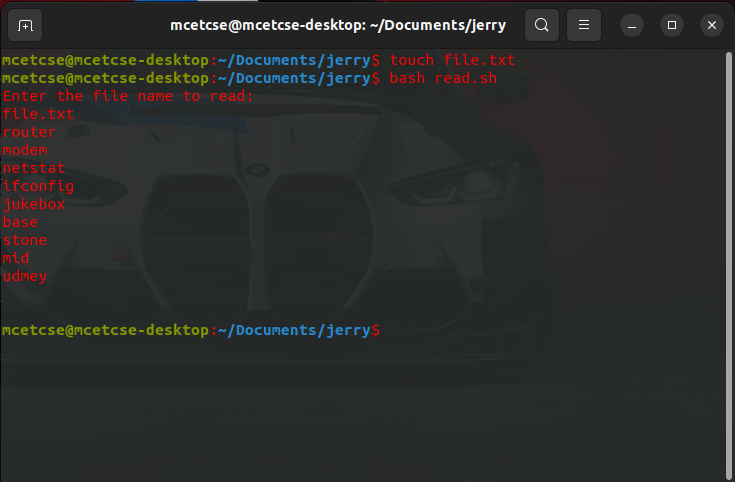 mcetcse@mcetcse-desktop: ~/Documents/jerry
mcetcse@mcetcse-desktop:~/Documents/jerry$ touch file.txt
mcetcse@mcetcse-desktop:~/Documents/jerry$ bash read.sh
Enter the file name to read:
file.txt
router
modem
netstat
ifconfig
jukebox
base
stone
mid
udmey
mcetcse@mcetcse-desktop:~/Documents/jerry$